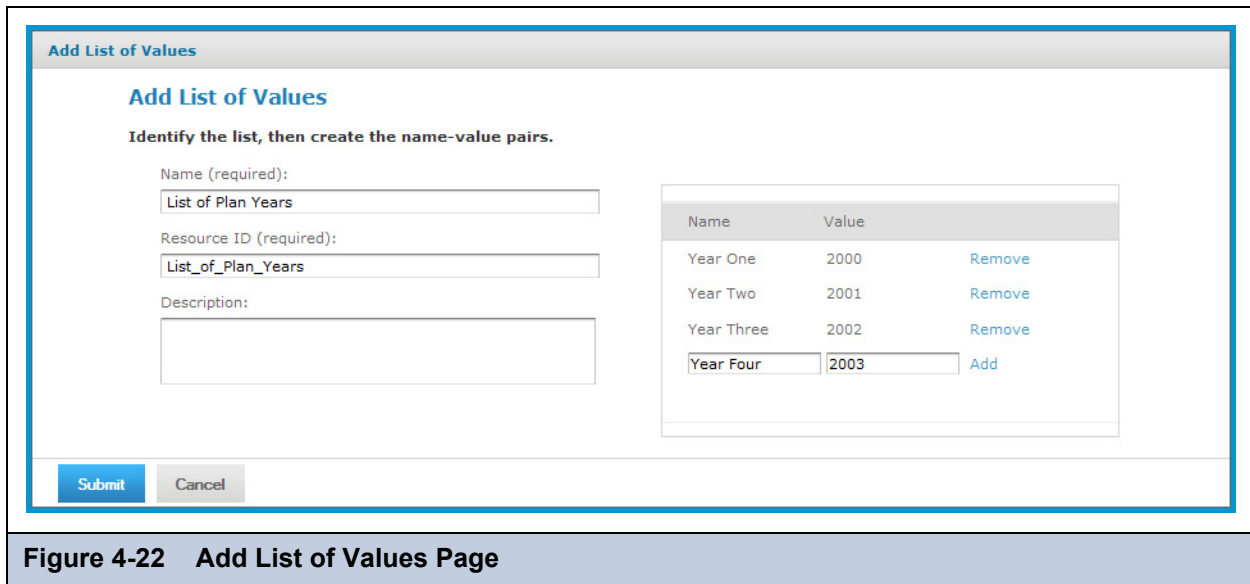 Add List of Values
Add List of Values
Identify the list, then create the name-value pairs.
Name (required):
List of Plan Years
Resource ID (required):
List_of_Plan_Years
Description:
Name Value
Year One 2000 Remove
Year Two 2001 Remove
Year Three 2002 Remove
Year Four 2003 Add
Submit Cancel
Figure 4-22 Add List of Values Page